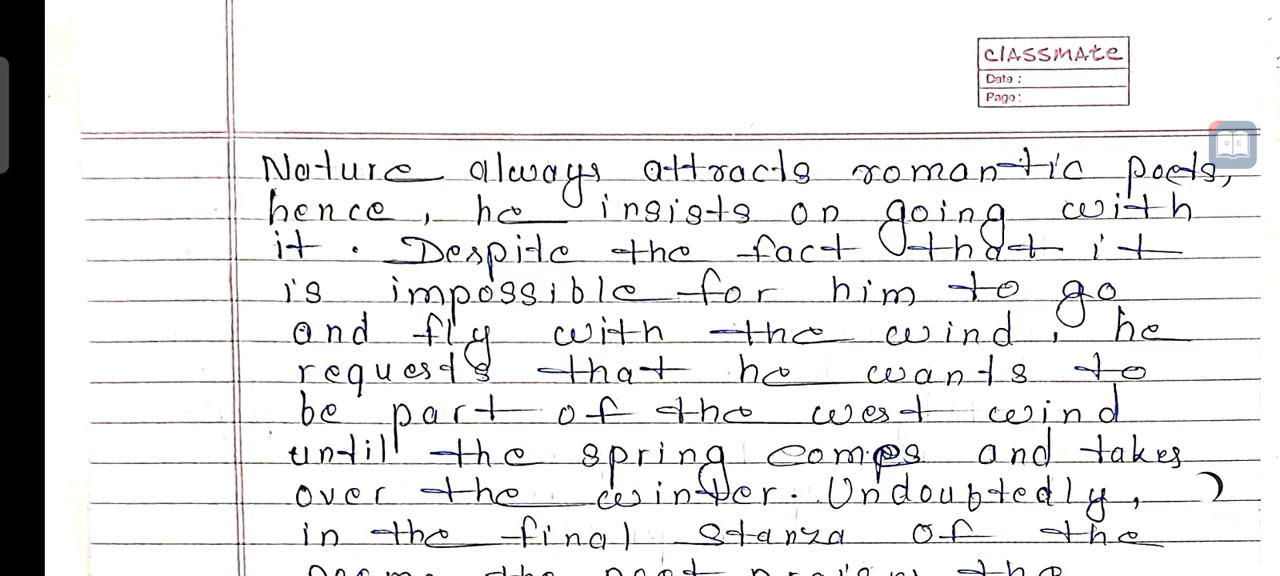 classmate
Date :
Page :
Nature always attracts romantic poets,
hence, he insists on going with
it. Despite the fact that it
is impossible for him to go
and fly with the wind, he
requests that he wants to
be part of the west wind
until the spring comes and takes
over the winter. Undoubtedly,
in the final stanza of the
the poet
the